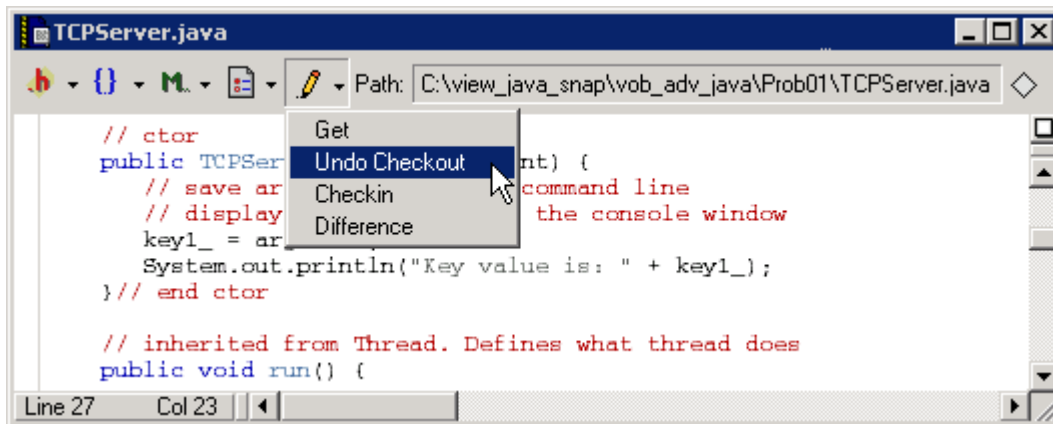 TCPServer.java
.h {} M.. Path: C:\view_java_snap\vob_adv_java\Prob01\TCPServer.java
// ctor
public TCPSer nt) {
// save ar command line
// display the console window
key1_ = ar
System.out.println("Key value is: " + key1_);
}// end ctor
// inherited from Thread. Defines what thread does
public void run() {
Get
Undo Checkout
Checkin
Difference
Line 27 Col 23